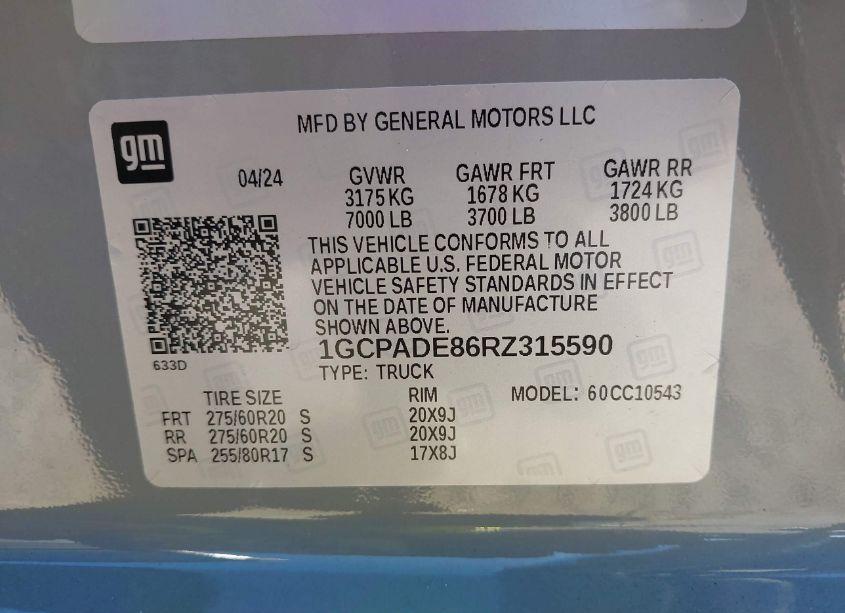 gm
MFD BY GENERAL MOTORS LLC
04/24
GVWR GAWR FRT GAWR RR
3175 KG 1678 KG 1724 KG
7000 LB 3700 LB 3800 LB
THIS VEHICLE CONFORMS TO ALL
APPLICABLE U.S. FEDERAL MOTOR
VEHICLE SAFETY STANDARDS IN EFFECT
ON THE DATE OF MANUFACTURE
SHOWN ABOVE.
1GCPADE86RZ315590
633D
TYPE: TRUCK
TIRE SIZE RIM MODEL: 60CC10543
FRT 275/60R20 S 20X9J
RR 275/60R20 S 20X9J
SPA 255/80R17 S 17X8J